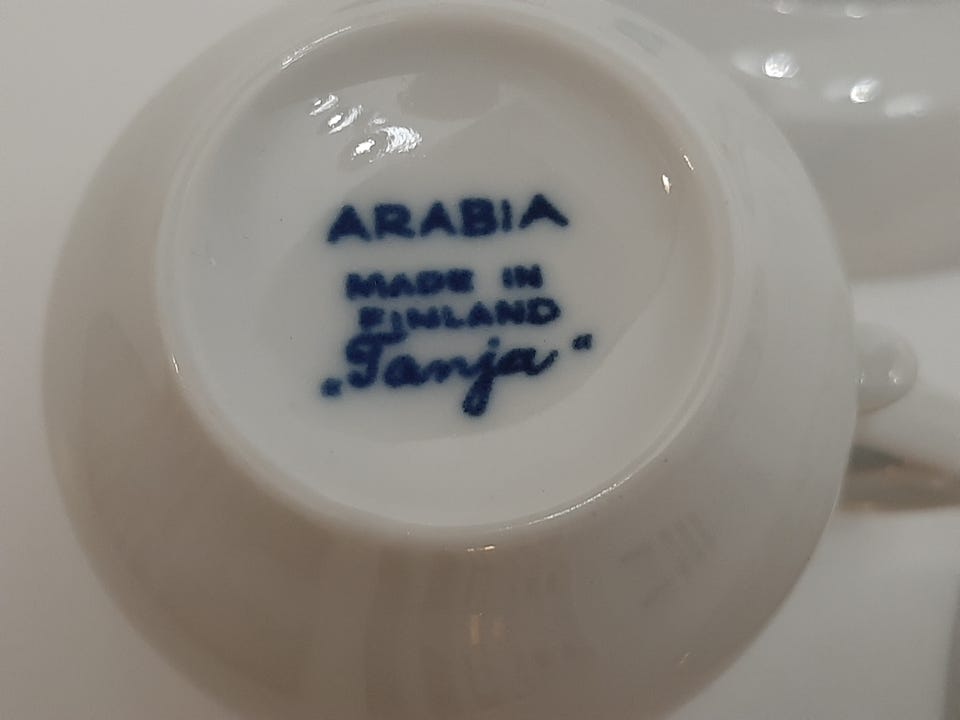 ARABIA
MADE IN
FINLAND
„Tanja“